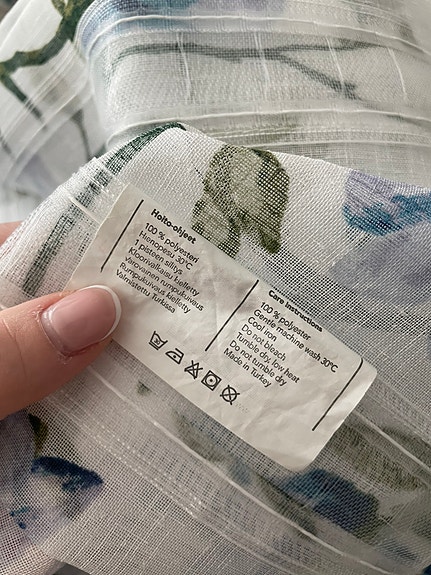 Hoito-ohjeet
100 % polyesteri
Hienopesu 30°C
1 pisteen silitys
Kloorivalkaisu kielletty
Varovainen rumpukuivaus
Rumpukuivaus kielletty
Valmistettu Turkissa
Care instructions
100% polyester
Gentle machine wash 30°C
Cool iron
Do not bleach
Tumble dry, low heat
Do not tumble dry
Made in Turkey